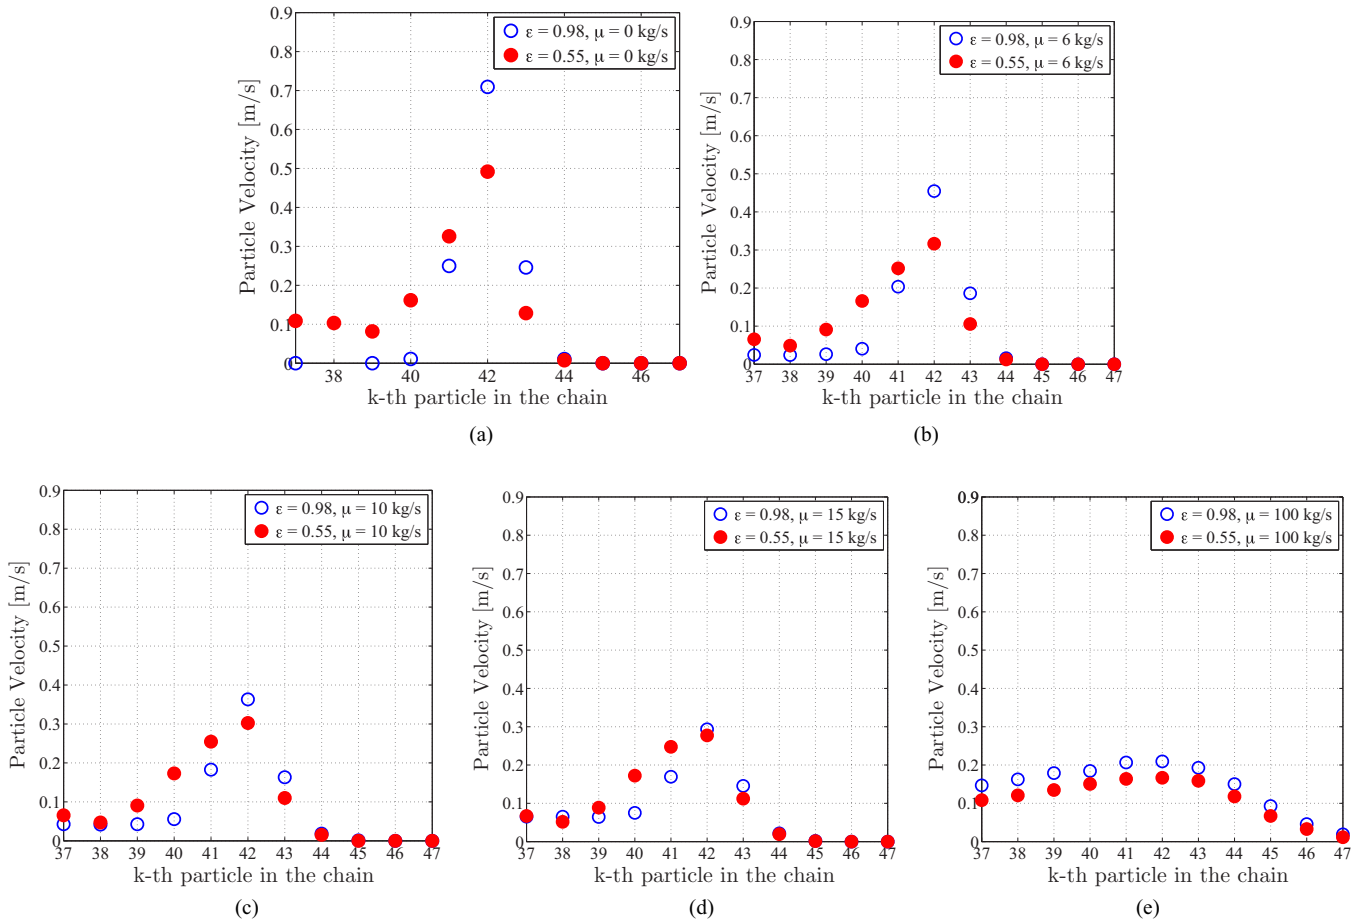 0.9
0.8
0.7
0.6
0.5
0.4
0.3
0.2
0.1
0
Particle Velocity [m/s]
ε = 0.98, μ = 0 kg/s
ε = 0.55, μ = 0 kg/s
38 40 42 44 46
k-th particle in the chain
(a)
0.9
0.8
0.7
0.6
0.5
0.4
0.3
0.2
0.1
0
Particle Velocity [m/s]
ε = 0.98, μ = 6 kg/s
ε = 0.55, μ = 6 kg/s
37 38 39 40 41 42 43 44 45 46 47
k-th particle in the chain
(b)
0.9
0.8
0.7
0.6
0.5
0.4
0.3
0.2
0.1
0
Particle Velocity [m/s]
ε = 0.98, μ = 10 kg/s
ε = 0.55, μ = 10 kg/s
37 38 39 40 41 42 43 44 45 46 47
k-th particle in the chain
(c)
0.9
0.8
0.7
0.6
0.5
0.4
0.3
0.2
0.1
0
Particle Velocity [m/s]
ε = 0.98, μ = 15 kg/s
ε = 0.55, μ = 15 kg/s
37 38 39 40 41 42 43 44 45 46 47
k-th particle in the chain
(d)
0.9
0.8
0.7
0.6
0.5
0.4
0.3
0.2
0.1
0
Particle Velocity [m/s]
ε = 0.98, μ = 100 kg/s
ε = 0.55, μ = 100 kg/s
37 38 39 40 41 42 43 44 45 46 47
k-th particle in the chain
(e)